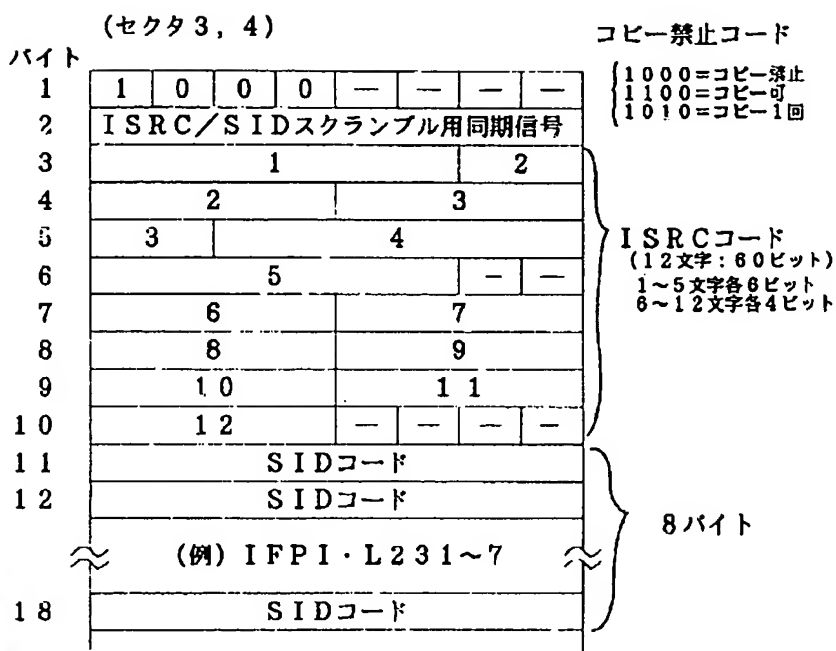 (セクタ3, 4)
コピー禁止コード
バイト
1 1 0 0 0 — — — —
1000=コピー禁止
1100=コピー可
1010=コピー1回
2 ISRC/SIDスクランブル用同期信号
3 1 2
4 2 3
5 3 4
6 5 — —
7 6 7
8 8 9
9 10 11
10 12 — — — —
ISRCコード
(12文字:60ビット)
1~5文字各6ビット
6~12文字各4ビット
11 SIDコード
12 SIDコード
(例) IFPI・L231~7
18 SIDコード
8バイト